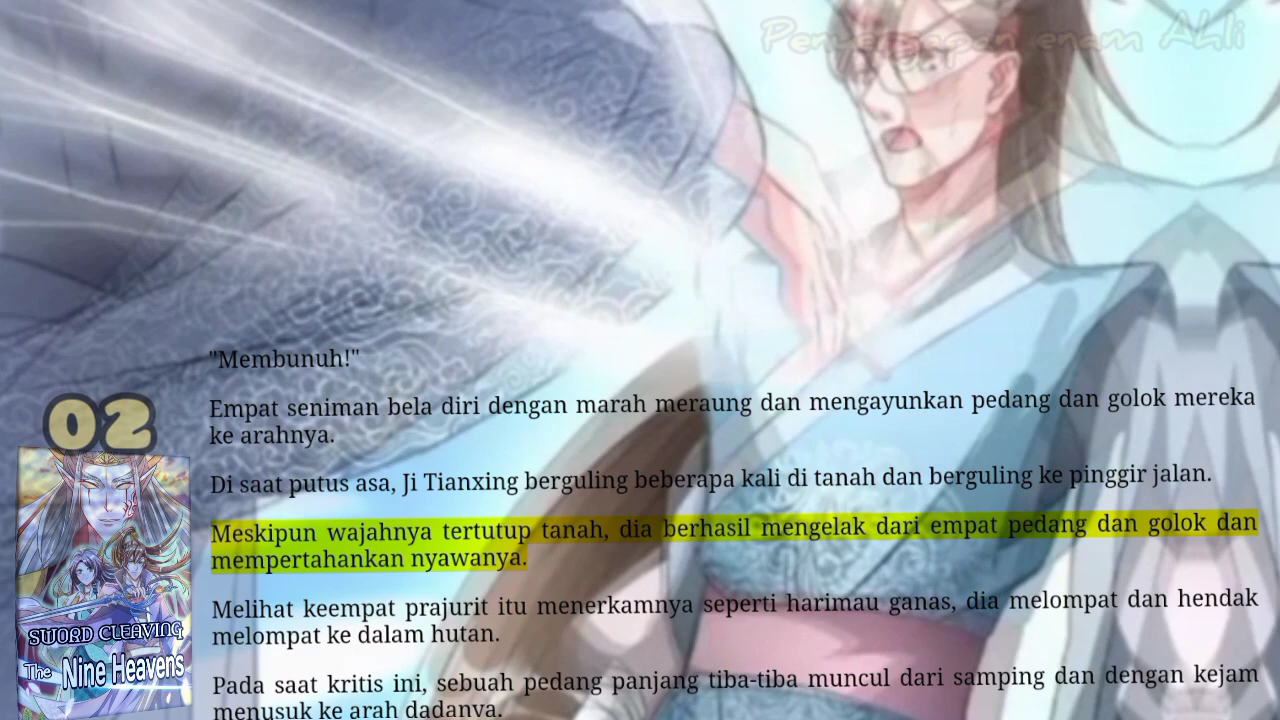 Ahli
"Membunuh!"
Empat seniman bela diri dengan marah meraung dan mengayunkan pedang dan golok mereka
ke arahnya.
Di saat putus asa, Ji Tianxing berguling beberapa kali di tanah dan berguling ke pinggir jalan.
02
Meskipun wajahnya tertutup tanah, dia berhasil mengelak dari empat pedang dan golok dan
mempertahankan nyawanya.
Melihat keempat prajurit itu menerkamnya seperti harimau ganas, dia melompat dan hendak
melompat ke dalam hutan.
SWORD CLEAVING
The Nine Heavens
Pada saat kritis ini, sebuah pedang panjang tiba-tiba muncul dari samping dan dengan kejam
menusuk ke arah dadanya.